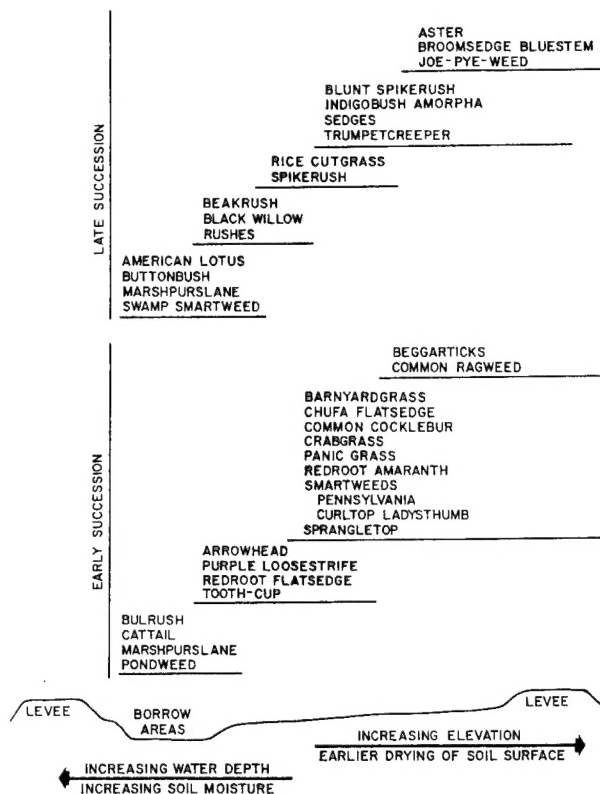 ASTER
BROOMSEDGE BLUESTEM
JOE-PYE-WEED
BLUNT SPIKERUSH
INDIGOBUSH AMORPHA
SEDGES
TRUMPETCREEPER
RICE CUTGRASS
SPIKERUSH
BEAKRUSH
BLACK WILLOW
RUSHES
AMERICAN LOTUS
BUTTONBUSH
MARSHPURSLANE
SWAMP SMARTWEED
LATE SUCCESSION
BEGGARTICKS
COMMON RAGWEED
BARNYARDGRASS
CHUFA FLATSEDGE
COMMON COCKLEBUR
CRABGRASS
PANIC GRASS
REDROOT AMARANTH
SMARTWEEDS
PENNSYLVANIA
CURLTOP LADYSTHUMB
SPRANGLETOP
ARROWHEAD
PURPLE LOOSESTRIFE
REDROOT FLATSEDGE
TOOTH-CUP
BULRUSH
CATTAIL
MARSHPURSLANE
PONDWEED
EARLY SUCCESSION
LEVEE
BORROW
AREAS
LEVEE
INCREASING ELEVATION
EARLIER DRYING OF SOIL SURFACE
INCREASING WATER DEPTH
INCREASING SOIL MOISTURE